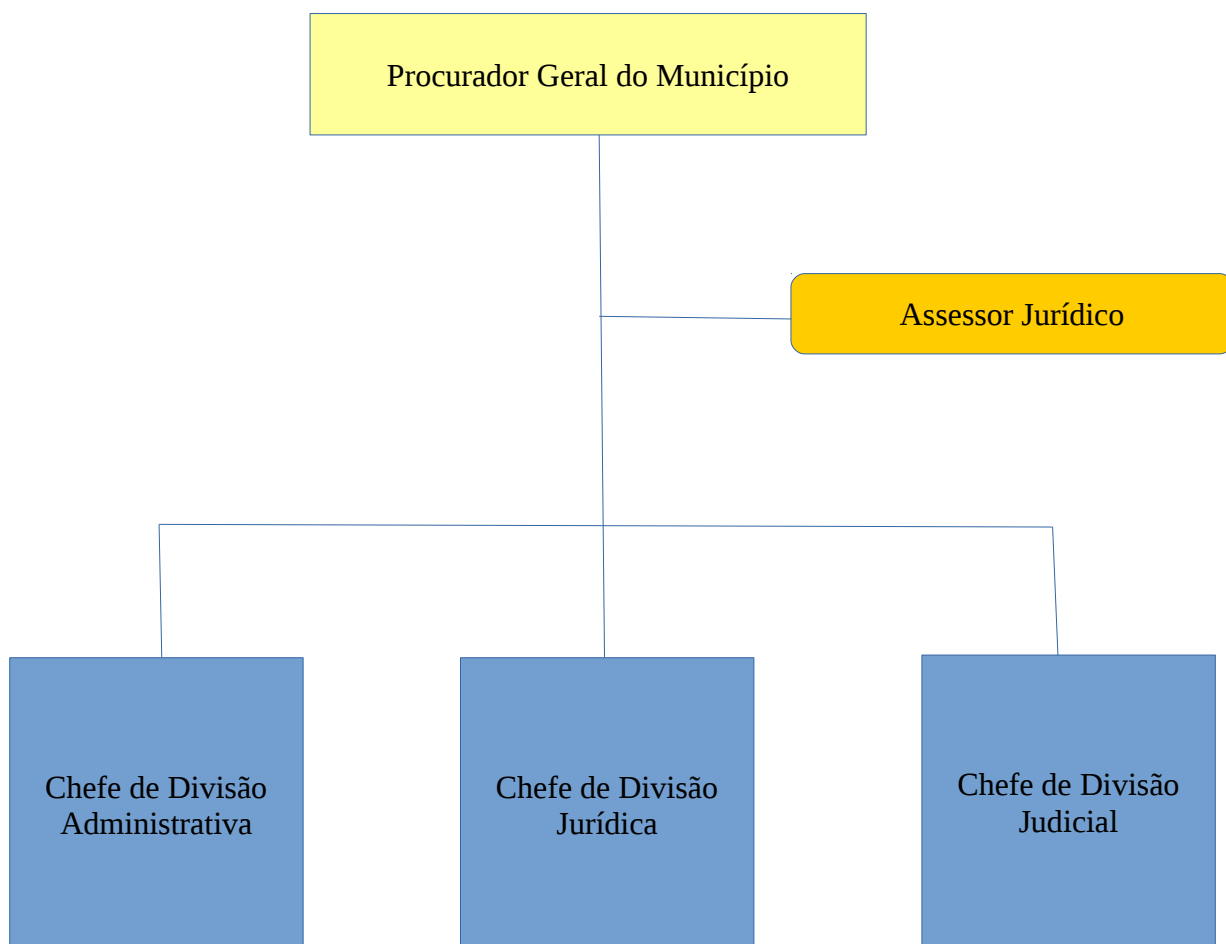 Procurador Geral do Município
Assessor Jurídico
Chefe de Divisão
Administrativa
Chefe de Divisão
Jurídica
Chefe de Divisão
Judicial